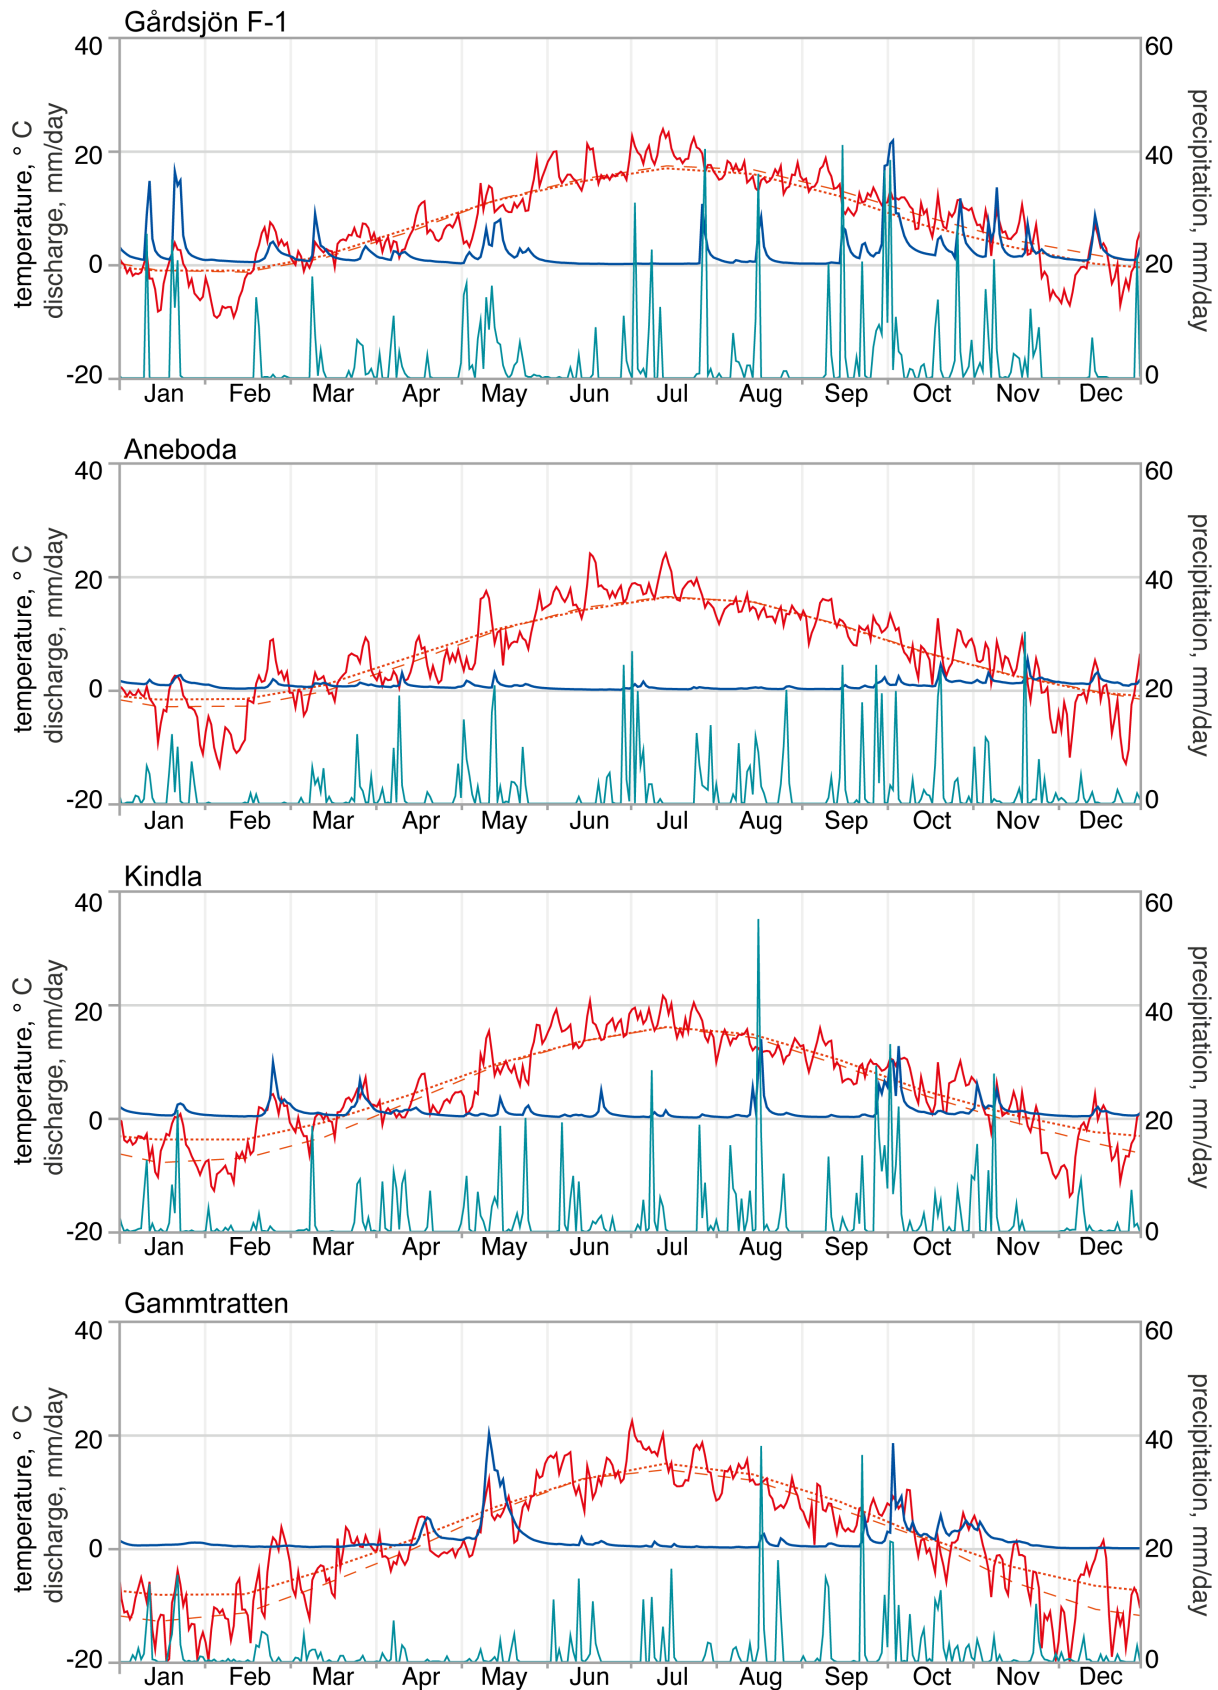 Gårdsjön F-1
temperature, ° C
discharge, mm/day
40
20
0
-20
60
40
20
0
precipitation, mm/day
Jan Feb Mar Apr May Jun Jul Aug Sep Oct Nov Dec
Aneboda
temperature, ° C
discharge, mm/day
40
20
0
-20
60
40
20
0
precipitation, mm/day
Jan Feb Mar Apr May Jun Jul Aug Sep Oct Nov Dec
Kindla
temperature, ° C
discharge, mm/day
40
20
0
-20
60
40
20
0
precipitation, mm/day
Jan Feb Mar Apr May Jun Jul Aug Sep Oct Nov Dec
Gammtratten
temperature, ° C
discharge, mm/day
40
20
0
-20
60
40
20
0
precipitation, mm/day
Jan Feb Mar Apr May Jun Jul Aug Sep Oct Nov Dec